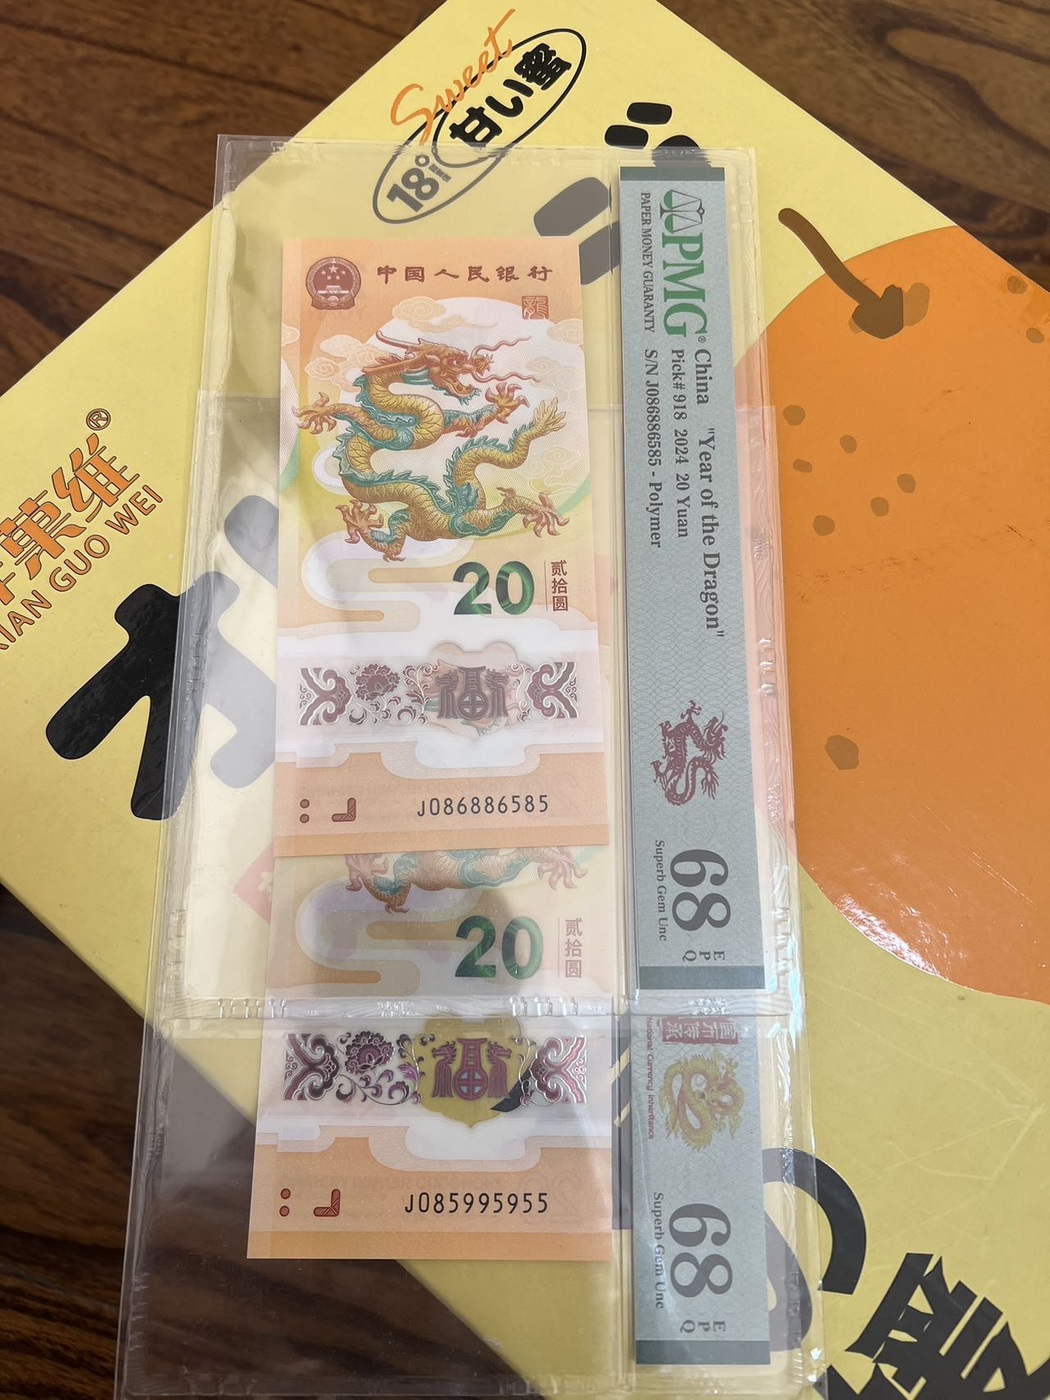 Sweet
18°
甘い蜜
维
XIAN GUO WEI
®
中国人民银行
20
贰拾圆
福
J086886585
PMG®
PAPER MONEY GUARANTY
China "Year of the Dragon"
Pick# 918 2024 20 Yuan
S/N J086886585 - Polymer
68
EPQ
Superb Gem Unc
20
贰拾圆
福
J085995955
National Currency Inheritance
68
EPQ
Superb Gem Unc